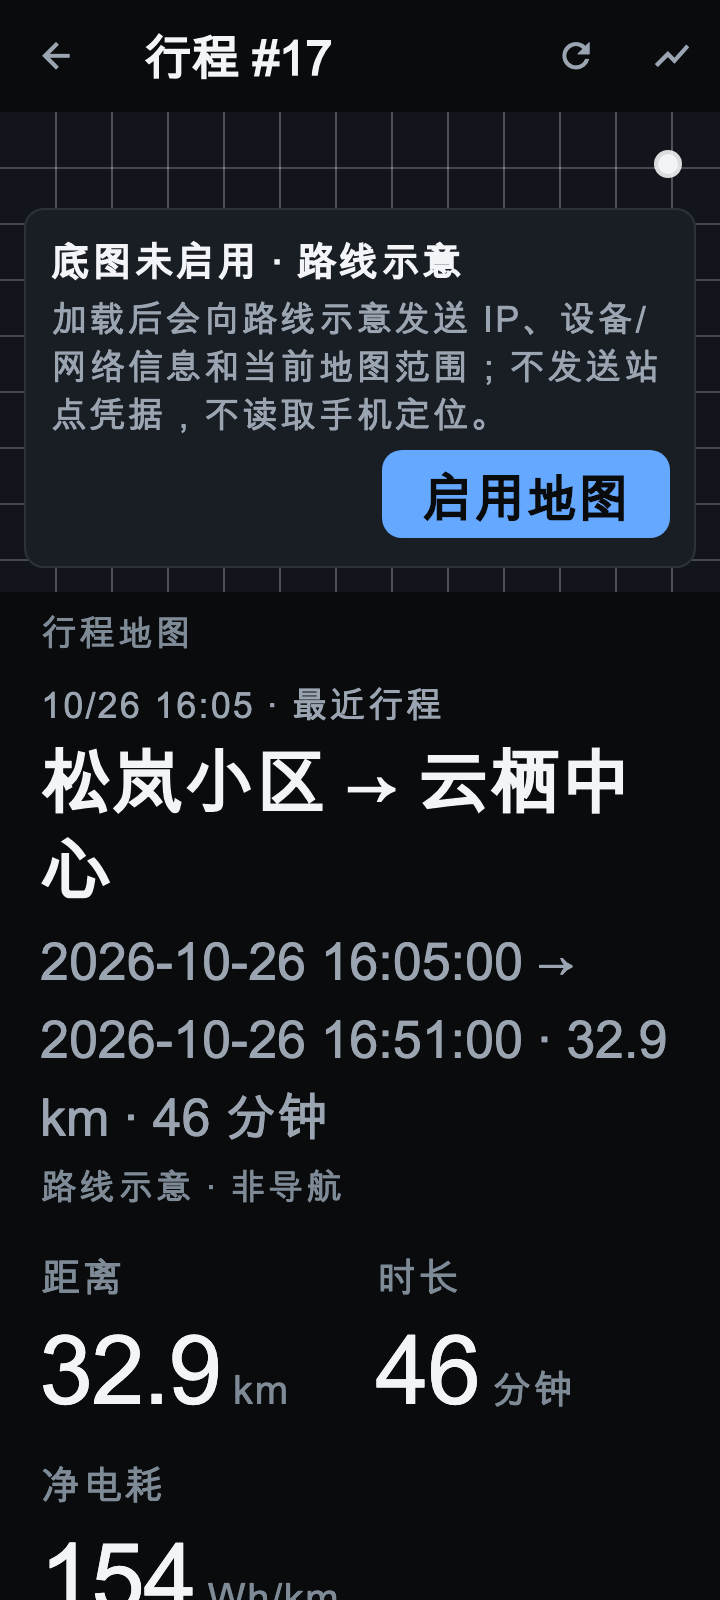 行程 #17
底图未启用 · 路线示意
加载后会向路线示意发送 IP、设备/
网络信息和当前地图范围；不发送站
点凭据，不读取手机定位。
启用地图
行程地图
10/26 16:05 · 最近行程
松岚小区 → 云栖中
心
2026-10-26 16:05:00 →
2026-10-26 16:51:00 · 32.9
km · 46 分钟
路线示意 · 非导航
距离
时长
32.9 km
46 分钟
净电耗
154 Wh/km